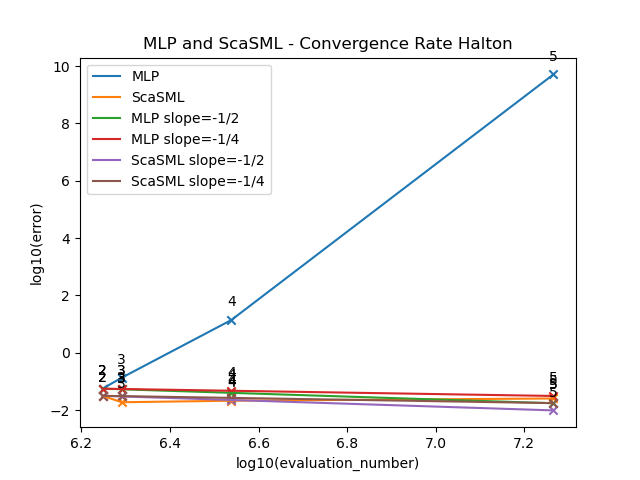 MLP and ScaSML - Convergence Rate Halton
MLP
ScaSML
MLP slope=-1/2
MLP slope=-1/4
ScaSML slope=-1/2
ScaSML slope=-1/4
log10(error)
10
8
6
4
2
0
−2
5
4
3
2
2
3
3
4
4
5
5
5
6.2
6.4
6.6
6.8
7.0
7.2
log10(evaluation_number)